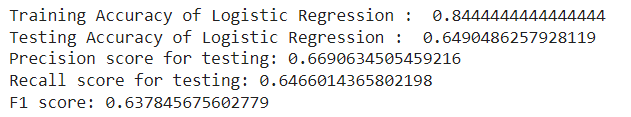 Training Accuracy of Logistic Regression :  0.8444444444444444
Testing Accuracy of Logistic Regression :  0.6490486257928119
Precision score for testing: 0.6690634505459216
Recall score for testing: 0.6466014365802198
F1 score: 0.637845675602779